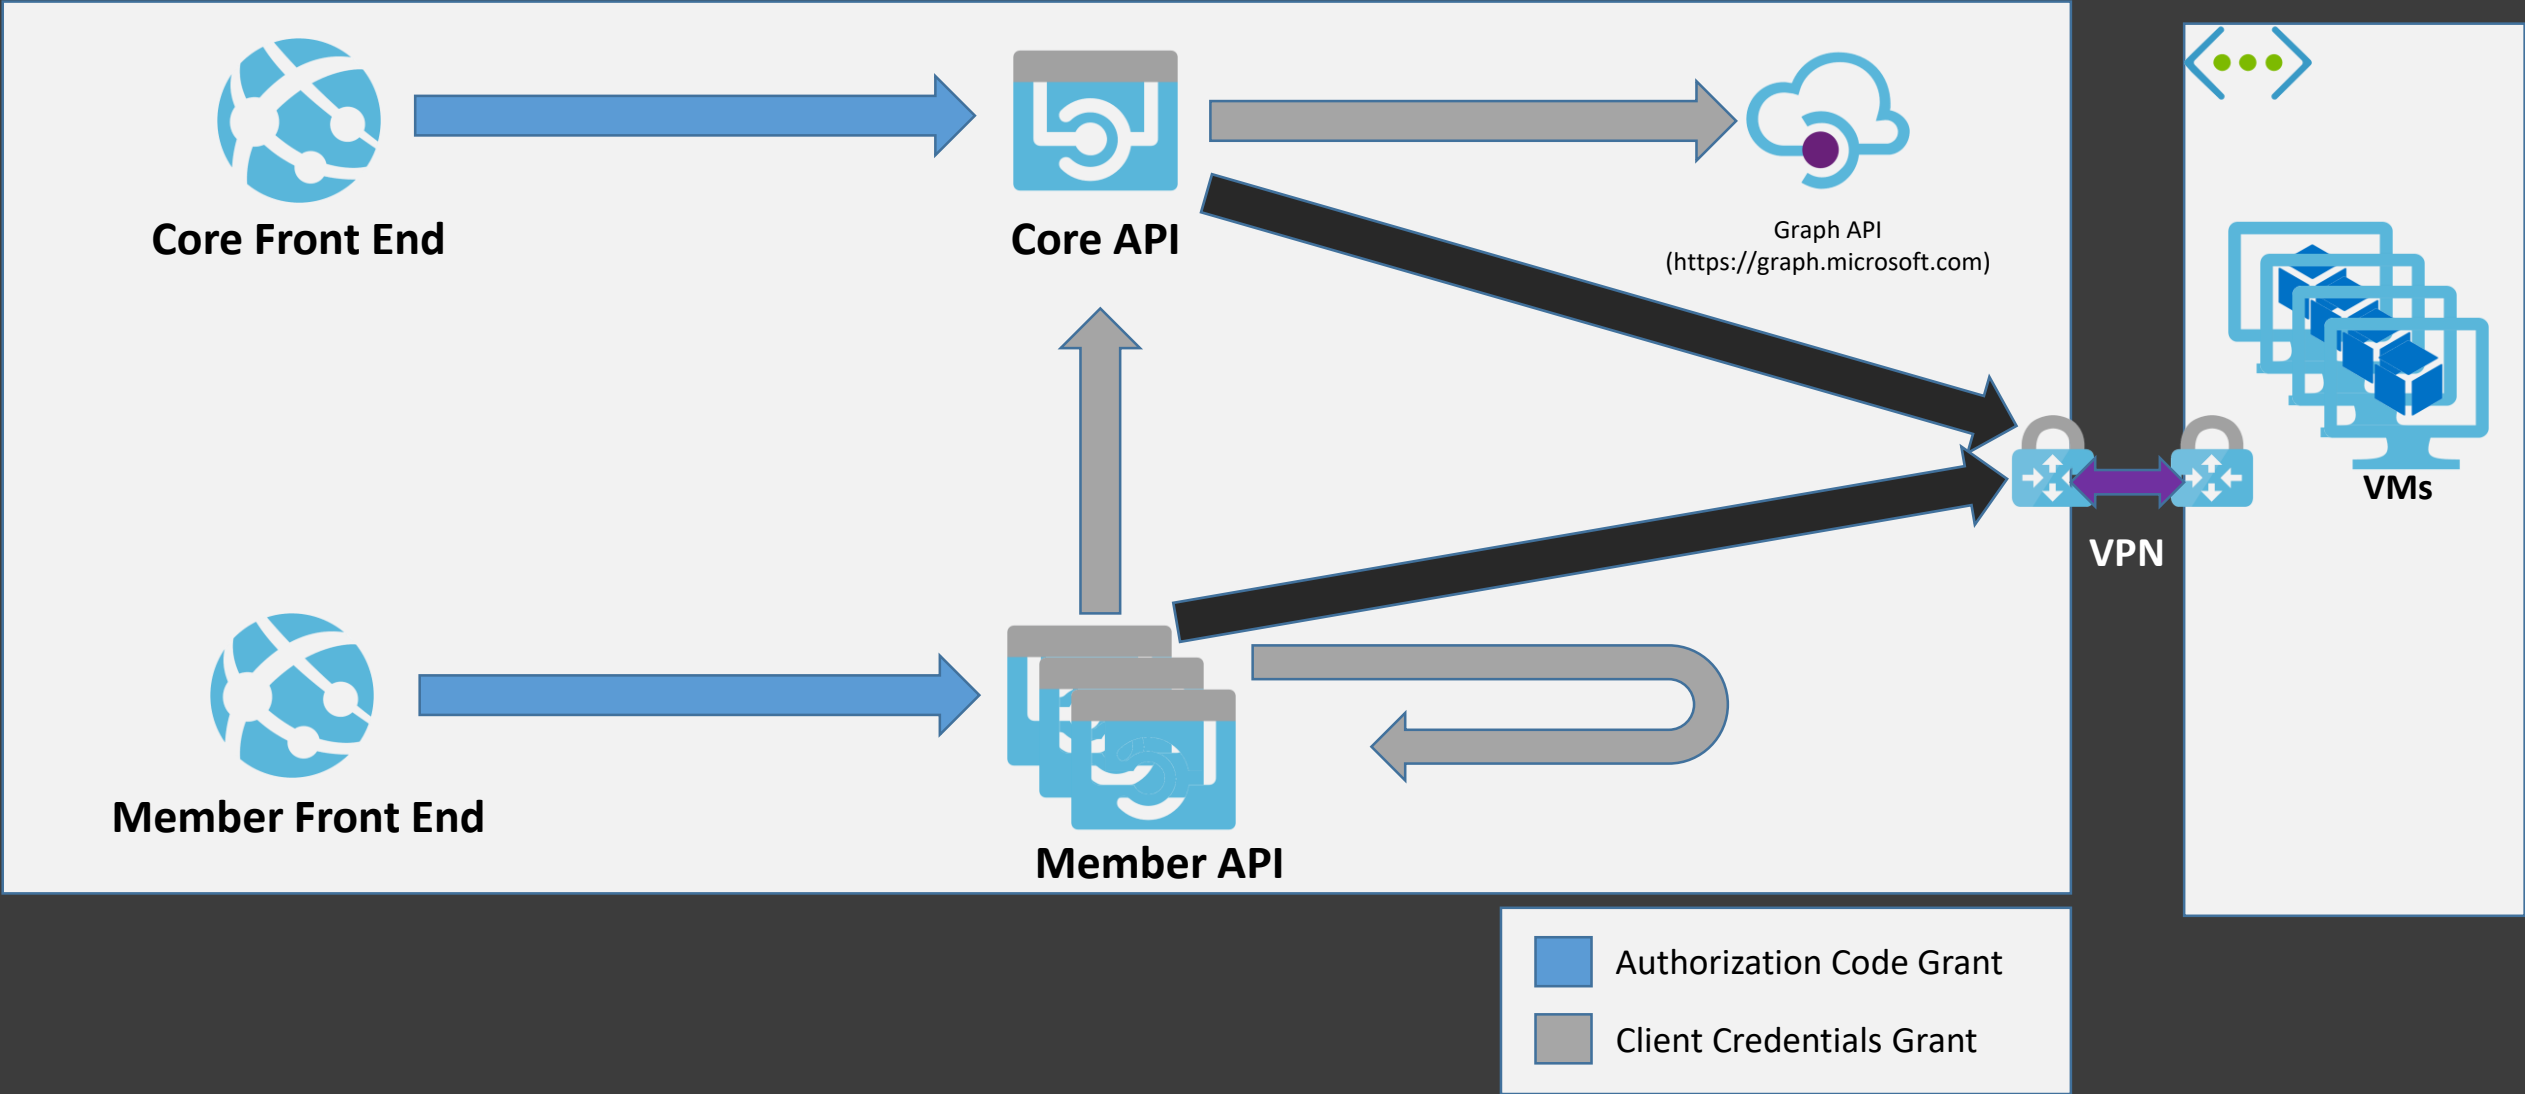 Core Front End
Core API
Graph API
(https://graph.microsoft.com)
VMs
VPN
Member Front End
Member API
Authorization Code Grant
Client Credentials Grant